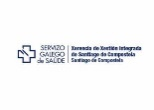 SERVIZO
GALEGO
de SAÚDE
Xerencia de Xestión Integrada
de Santiago de Compostela
Santiago de Compostela